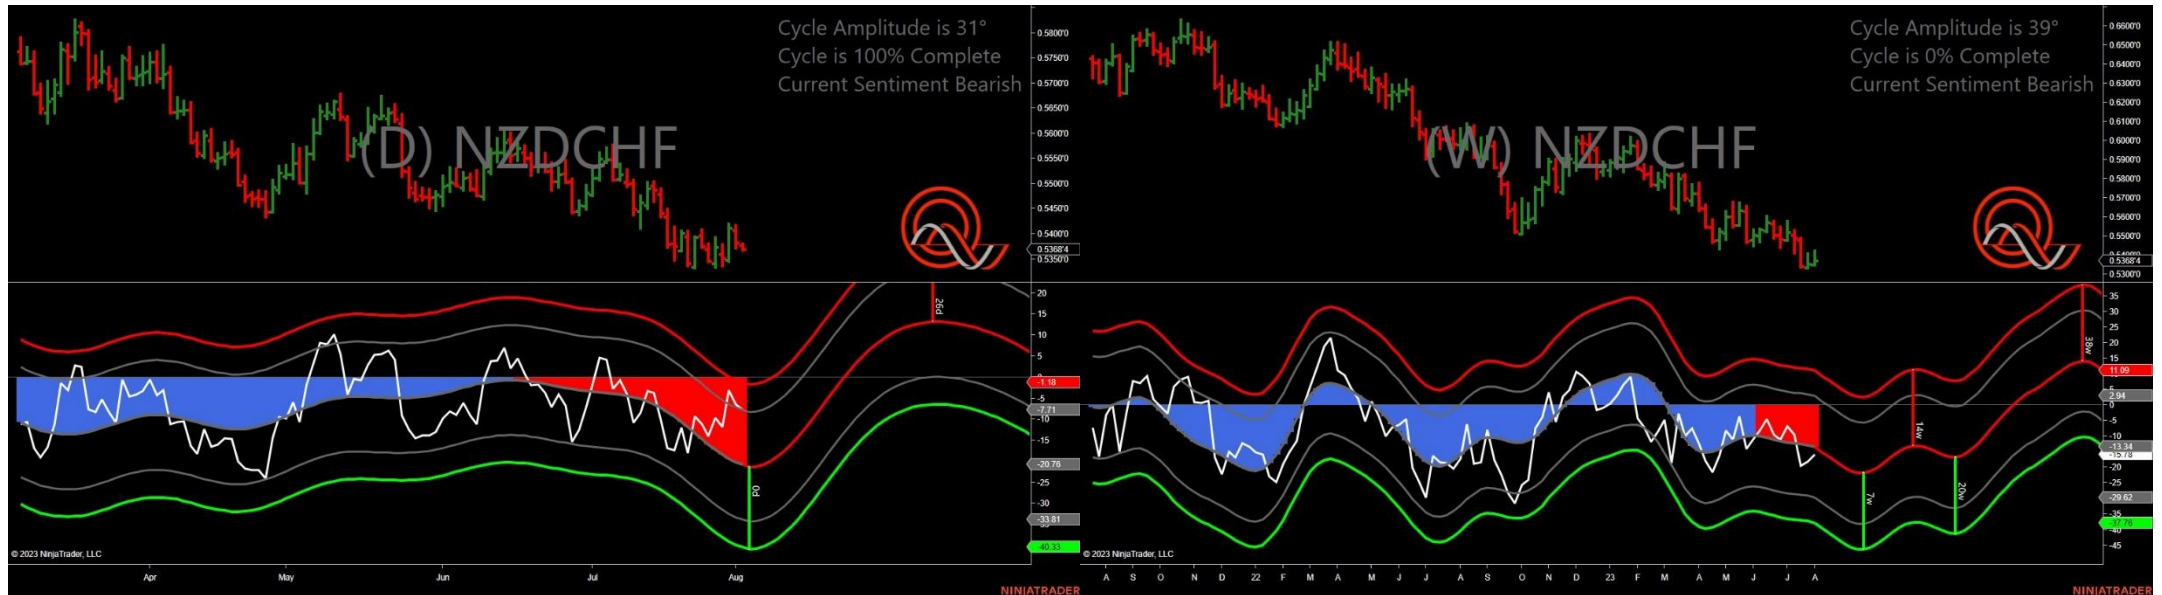 Cycle Amplitude is 31°
Cycle is 100% Complete
Current Sentiment Bearish
(D) NZDCHF
0.5800'0
0.5750'0
0.5700'0
0.5650'0
0.5600'0
0.5550'0
0.5500'0
0.5450'0
0.5400'0
0.5368'4
0.5350'0
20
15
10
5
0
-1.18
-5
-7.71
-10
-15
-20.76
-25
-30
-33.81
-40.33
26d
0d
© 2023 NinjaTrader, LLC
Apr May Jun Jul Aug
NINJATRADER
Cycle Amplitude is 39°
Cycle is 0% Complete
Current Sentiment Bearish
(W) NZDCHF
0.6600'0
0.6500'0
0.6400'0
0.6300'0
0.6200'0
0.6100'0
0.6000'0
0.5900'0
0.5800'0
0.5700'0
0.5600'0
0.5500'0
0.5368'4
0.5300'0
35
30
25
20
15
11.09
5
2.94
0
-5
-10
-13.34
-15.78
-20
-25
-29.62
-37.76
-40
-45
7w
14w
20w
38w
© 2023 NinjaTrader, LLC
A S O N D 22 F M A M J J A S O N D 23 F M A M J J A
NINJATRADER